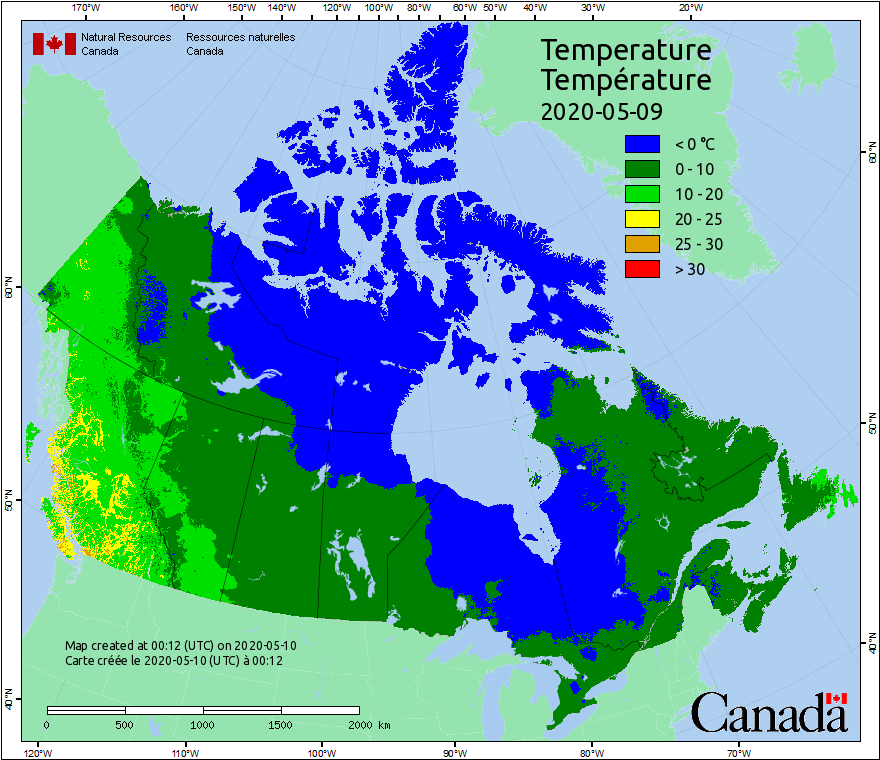 170°W 160°W 150°W 140°W 130°W 120°W 110°W 100°W 90°W 80°W 60°W 50°W 40°W 30°W 20°W
Natural Resources Ressources naturelles
Canada Canada
Temperature
Température
2020-05-09
< 0 °C
0 - 10
10 - 20
20 - 25
25 - 30
> 30
60°N
60°N
50°N
50°N
40°N
40°N
Map created at 00:12 (UTC) on 2020-05-10
Carte créée le 2020-05-10 (UTC) à 00:12
0 500 1000 1500 2000 km
Canada
120°W 110°W 100°W 90°W 80°W 70°W